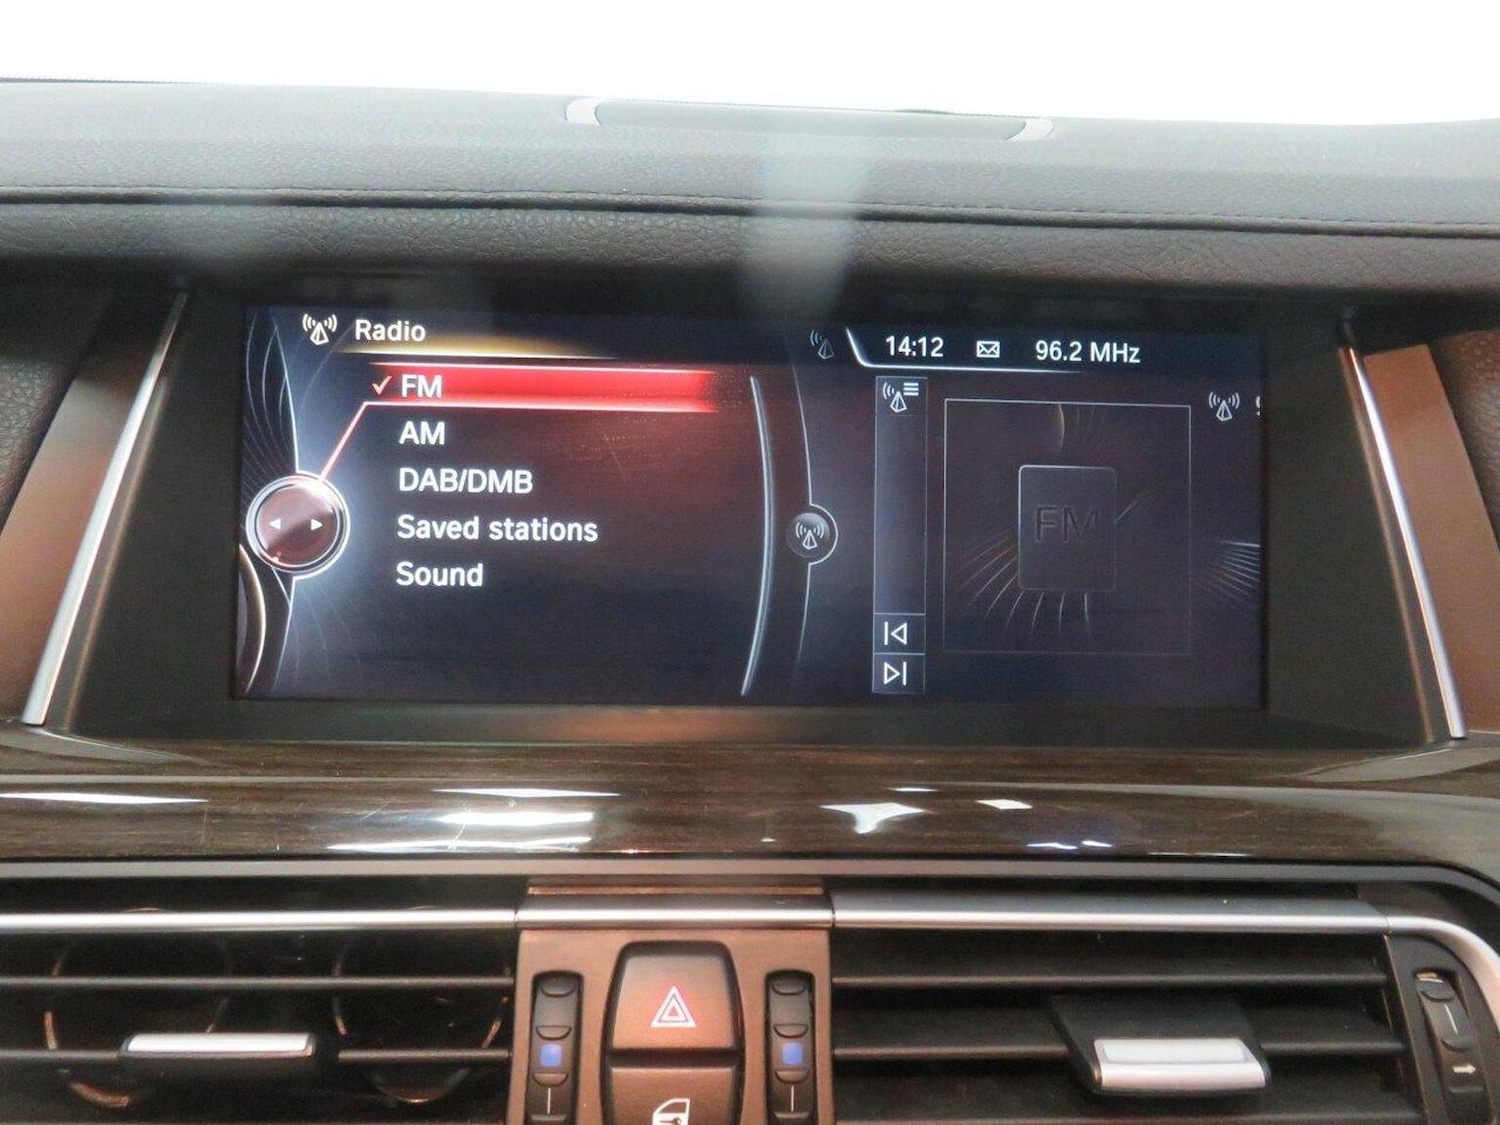 Radio
14:12
96.2 MHz
FM
AM
DAB/DMB
Saved stations
Sound
FM